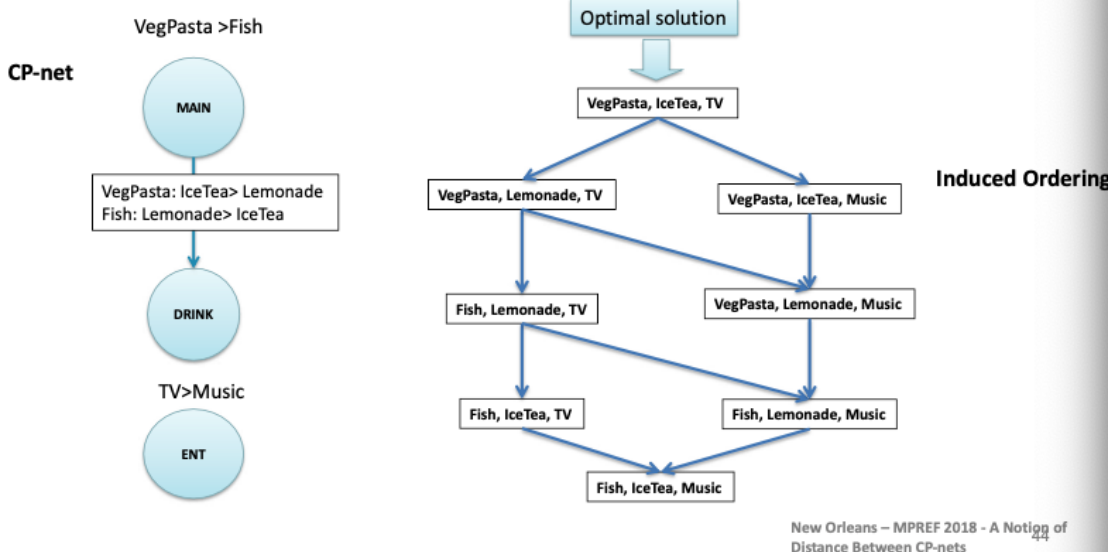 VegPasta >Fish
CP-net
MAIN
VegPasta: IceTea> Lemonade
Fish: Lemonade> IceTea
DRINK
TV>Music
ENT
Optimal solution
VegPasta, IceTea, TV
VegPasta, Lemonade, TV
VegPasta, IceTea, Music
Induced Ordering
Fish, Lemonade, TV
VegPasta, Lemonade, Music
Fish, IceTea, TV
Fish, Lemonade, Music
Fish, IceTea, Music
New Orleans – MPREF 2018 - A Notion of
Distance Between CP-nets
44